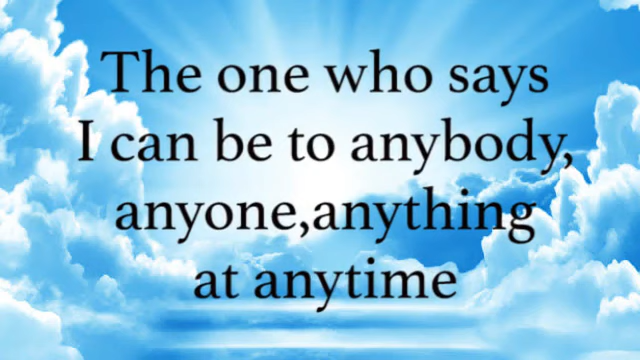 The one who says
I can be to anybody,
anyone,anything
at anytime